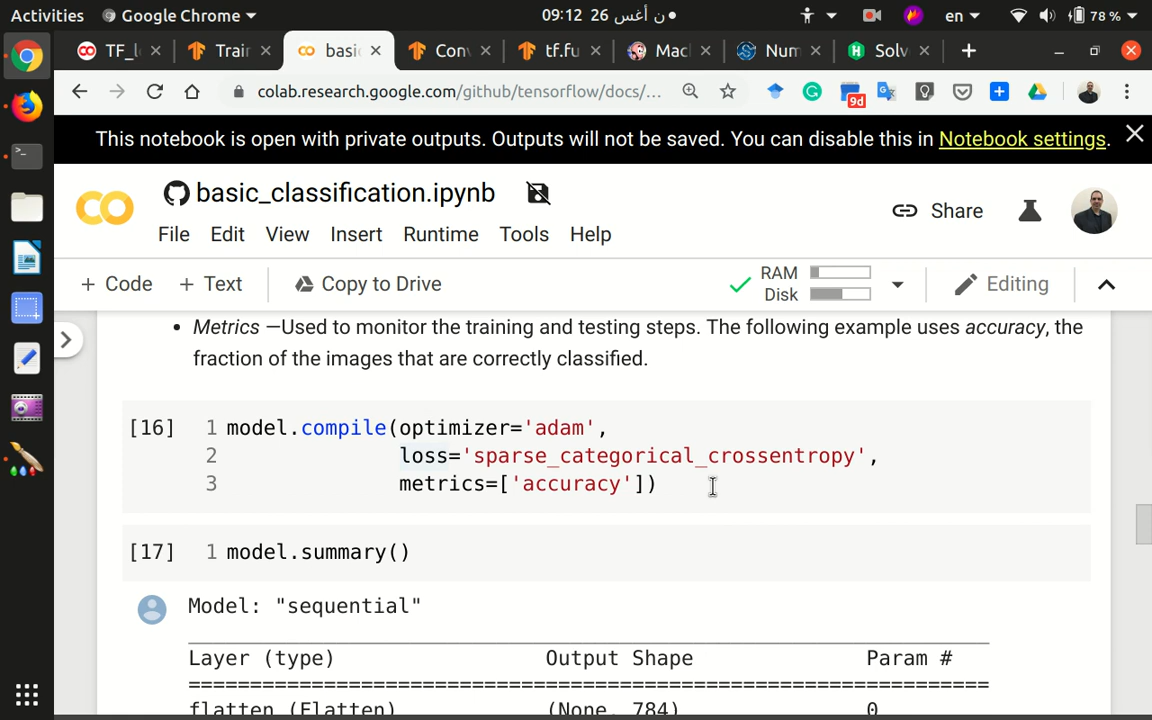 Activities Google Chrome ▾ 09:12 26 ن أغس en ▾ 78 % ▾
TF_l Trair basi Conv tf.fu Mac Num Solv
colab.research.google.com/github/tensorflow/docs/... 9d
This notebook is open with private outputs. Outputs will not be saved. You can disable this in Notebook settings.
basic_classification.ipynb
Share
File Edit View Insert Runtime Tools Help
+ Code + Text Copy to Drive RAM Disk Editing
• Metrics —Used to monitor the training and testing steps. The following example uses accuracy, the
fraction of the images that are correctly classified.
[16] 1 model.compile(optimizer='adam',
2 loss='sparse_categorical_crossentropy',
3 metrics=['accuracy'])
[17] 1 model.summary()
Model: "sequential"
Layer (type) Output Shape Param #
=================================================================
flatten (Flatten) (None, 784) 0